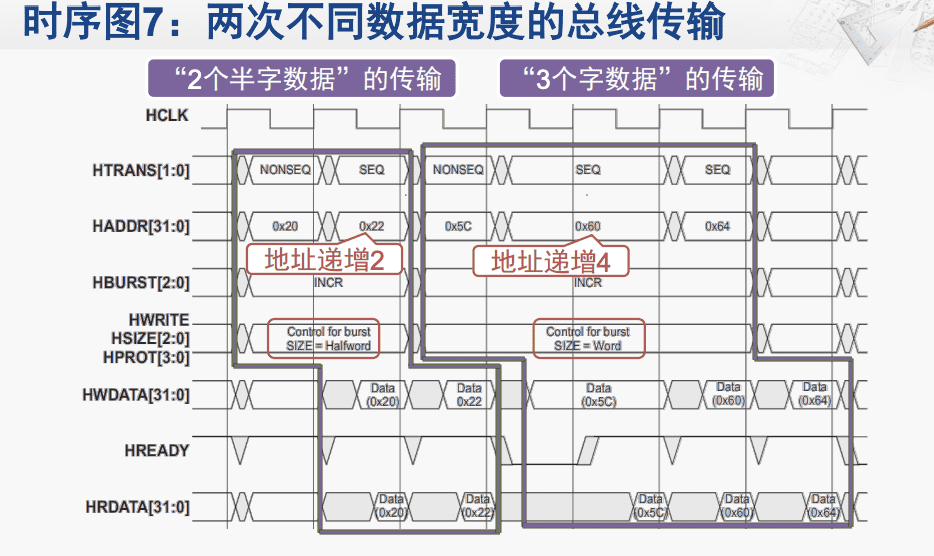 时序图7：两次不同数据宽度的总线传输
“2个半字数据”的传输
“3个字数据”的传输
HCLK
HTRANS[1:0]
NONSEQ
SEQ
NONSEQ
SEQ
SEQ
HADDR[31:0]
0x20
0x22
0x5C
0x60
0x64
地址递增2
地址递增4
HBURST[2:0]
INCR
INCR
HWRITE
HSIZE[2:0]
HPROT[3:0]
Control for burst
SIZE = Halfword
Control for burst
SIZE = Word
HWDATA[31:0]
Data
(0x20)
Data
0x22
Data
(0x5C)
Data
(0x60)
Data
(0x64)
HREADY
HRDATA[31:0]
Data
(0x20)
Data
(0x22)
Data
(0x5C)
Data
(0x60)
Data
(0x64)